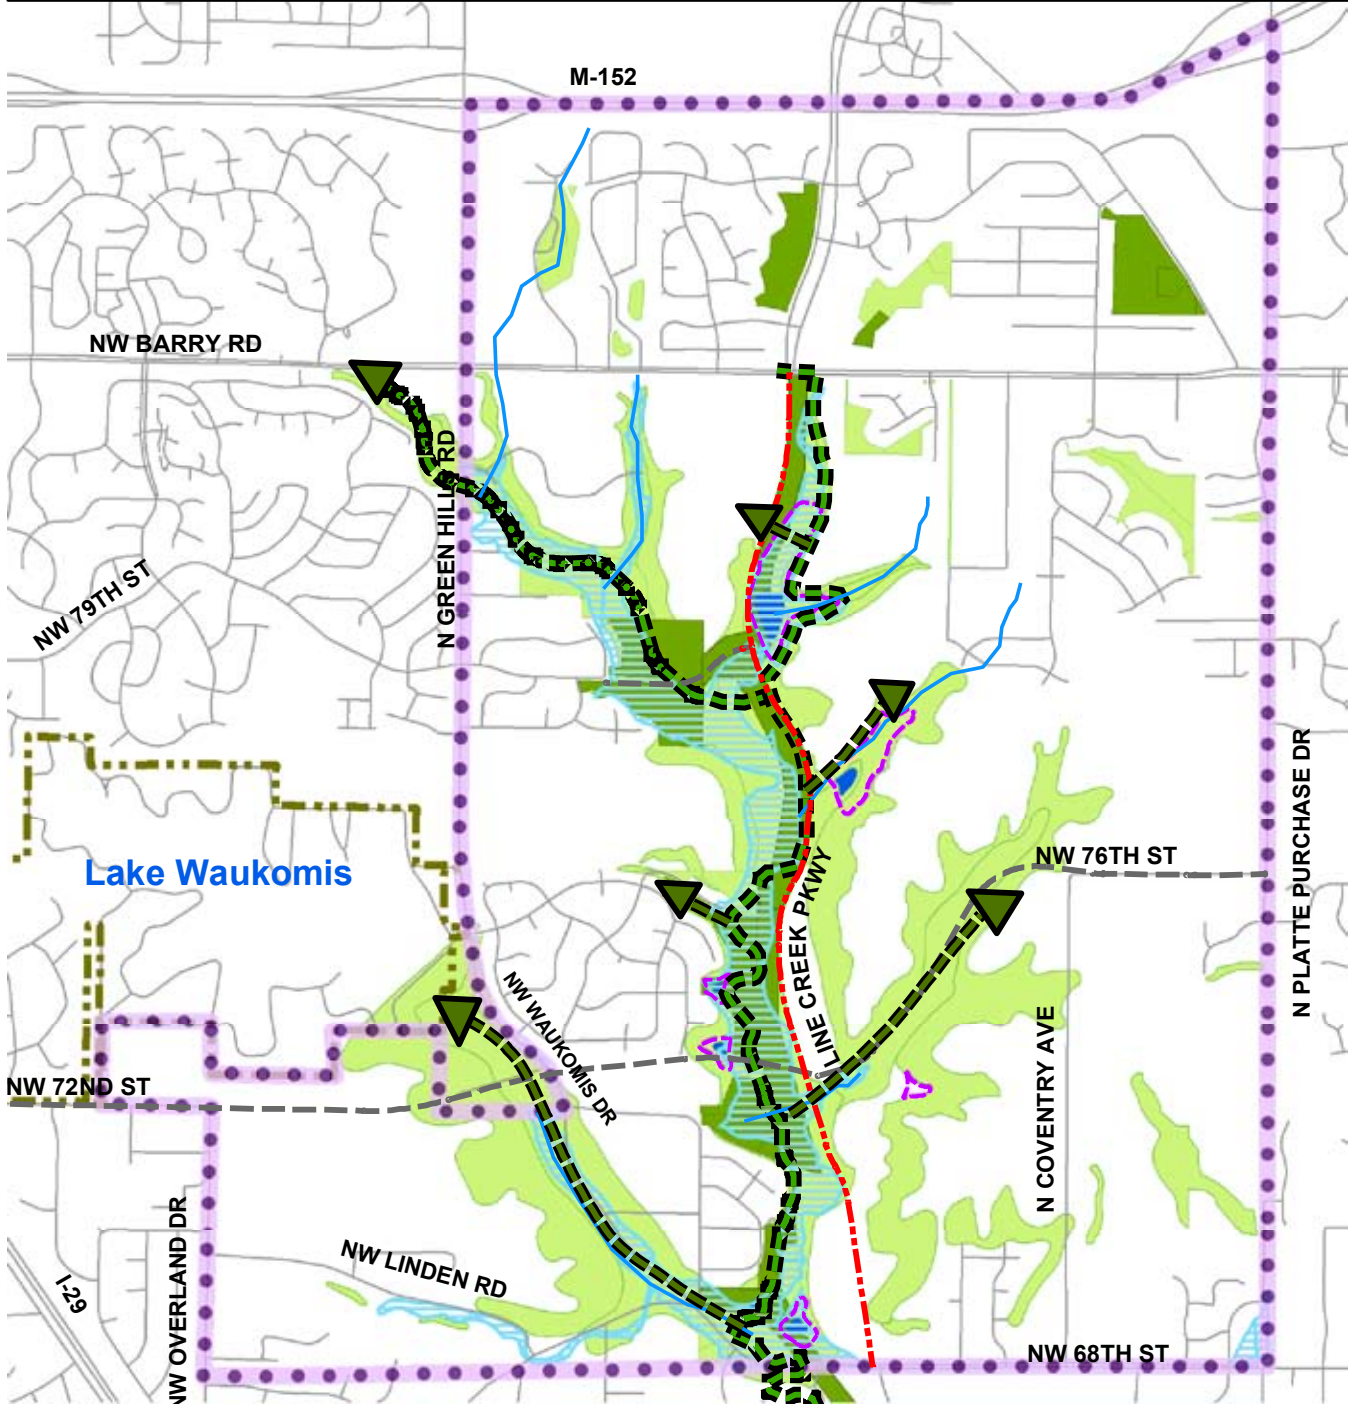 M-152
NW BARRY RD
N GREEN HILLS RD
NW 79TH ST
N PLATTE PURCHASE DR
NW 76TH ST
Lake Waukomis
LINE CREEK PKWY
NW WAUKOMIS DR
N COVENTRY AVE
NW 72ND ST
NW OVERLAND DR
NW LINDEN RD
I-29
NW 68TH ST